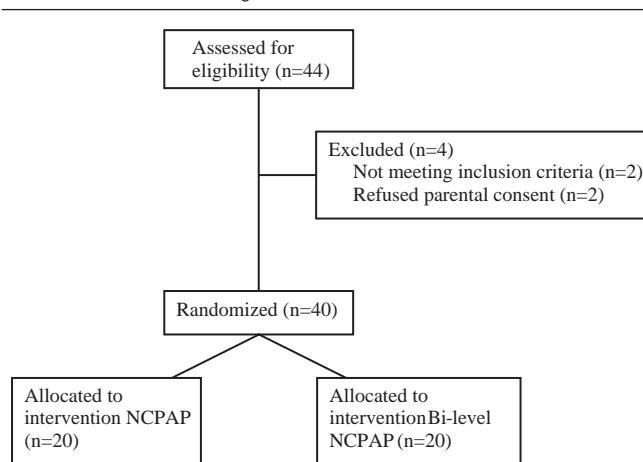 Assessed for
eligibility (n=44)
Excluded (n=4)
Not meeting inclusion criteria (n=2)
Refused parental consent (n=2)
Randomized (n=40)
Allocated to
intervention NCPAP
(n=20)
Allocated to
interventionBi-level
NCPAP (n=20)